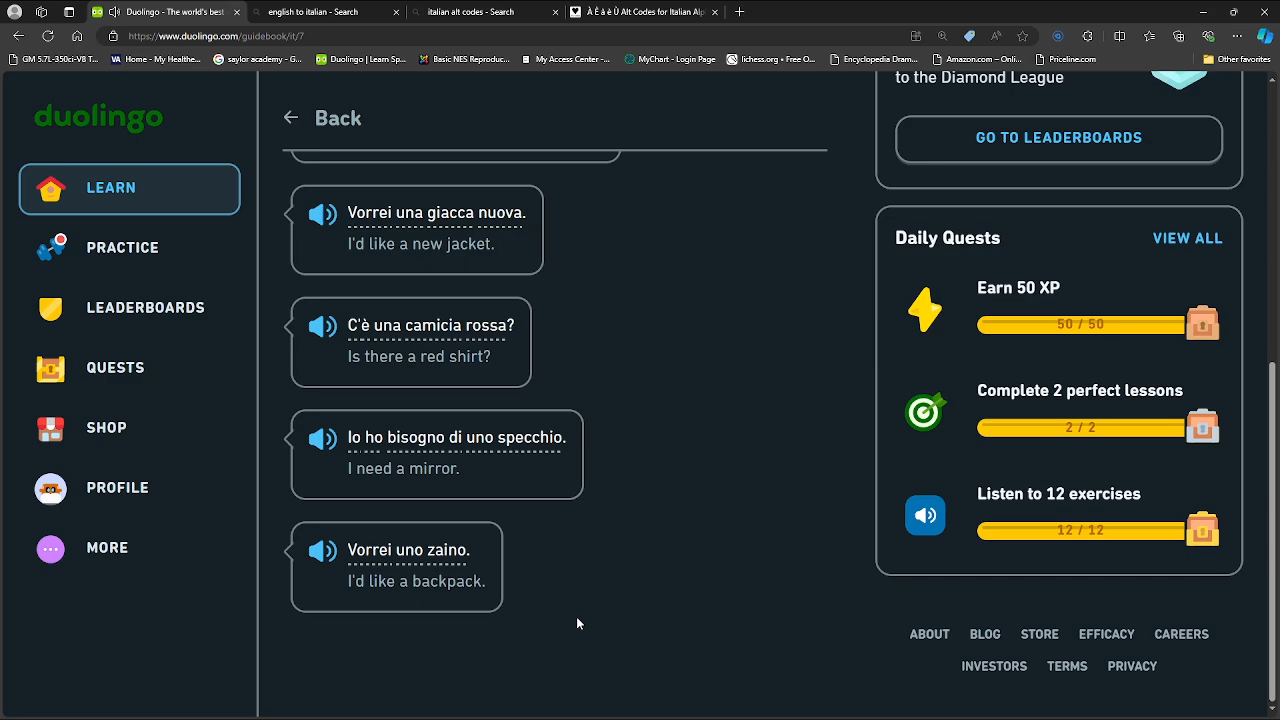 Duolingo - The world's best
english to italian - Search
italian alt codes - Search
À È à è Ù Alt Codes for Italian Alp
https://www.duolingo.com/guidebook/it/7
GM 5.7L-350ci-V8 T...
Home - My Healthe...
saylor academy - G...
Duolingo | Learn Sp...
Basic NES Reproduc...
My Access Center -...
MyChart - Login Page
lichess.org • Free O...
Encyclopedia Dram...
Amazon.com - Onli...
Priceline.com
Other favorites
duolingo
LEARN
PRACTICE
LEADERBOARDS
QUESTS
SHOP
PROFILE
MORE
Back
Vorrei una giacca nuova.
I'd like a new jacket.
C'è una camicia rossa?
Is there a red shirt?
Io ho bisogno di uno specchio.
I need a mirror.
Vorrei uno zaino.
I'd like a backpack.
to the Diamond League
GO TO LEADERBOARDS
Daily Quests
VIEW ALL
Earn 50 XP
50 / 50
Complete 2 perfect lessons
2 / 2
Listen to 12 exercises
12 / 12
ABOUT BLOG STORE EFFICACY CAREERS
INVESTORS TERMS PRIVACY